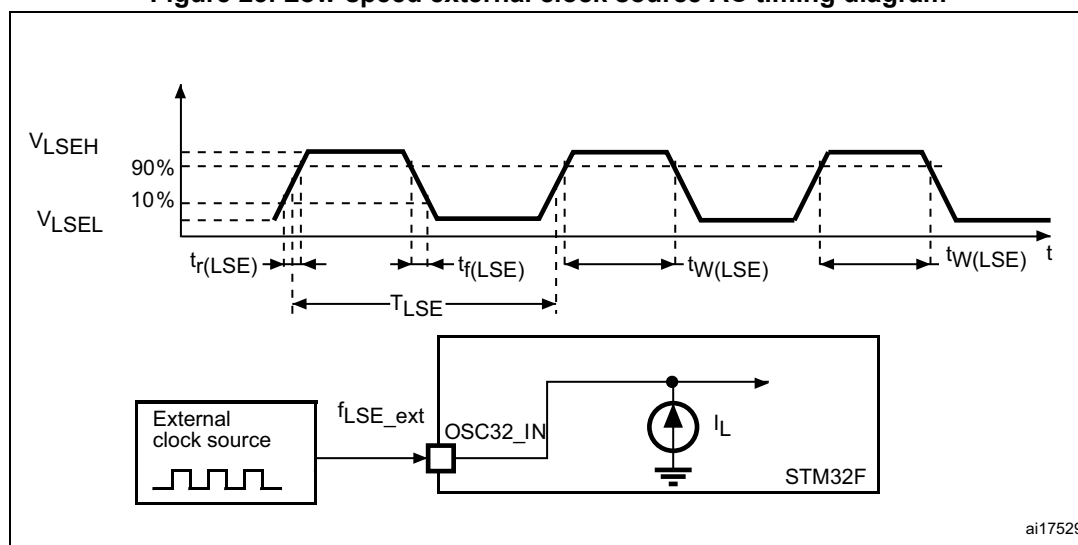 Figure 29. Low-speed external clock source AC timing diagram
VLSEH
90%
10%
VLSEL
tr(LSE)
tf(LSE)
tW(LSE)
tW(LSE)
t
TLSE
External
clock source
fLSE_ext
OSC32_IN
IL
STM32F
ai17529